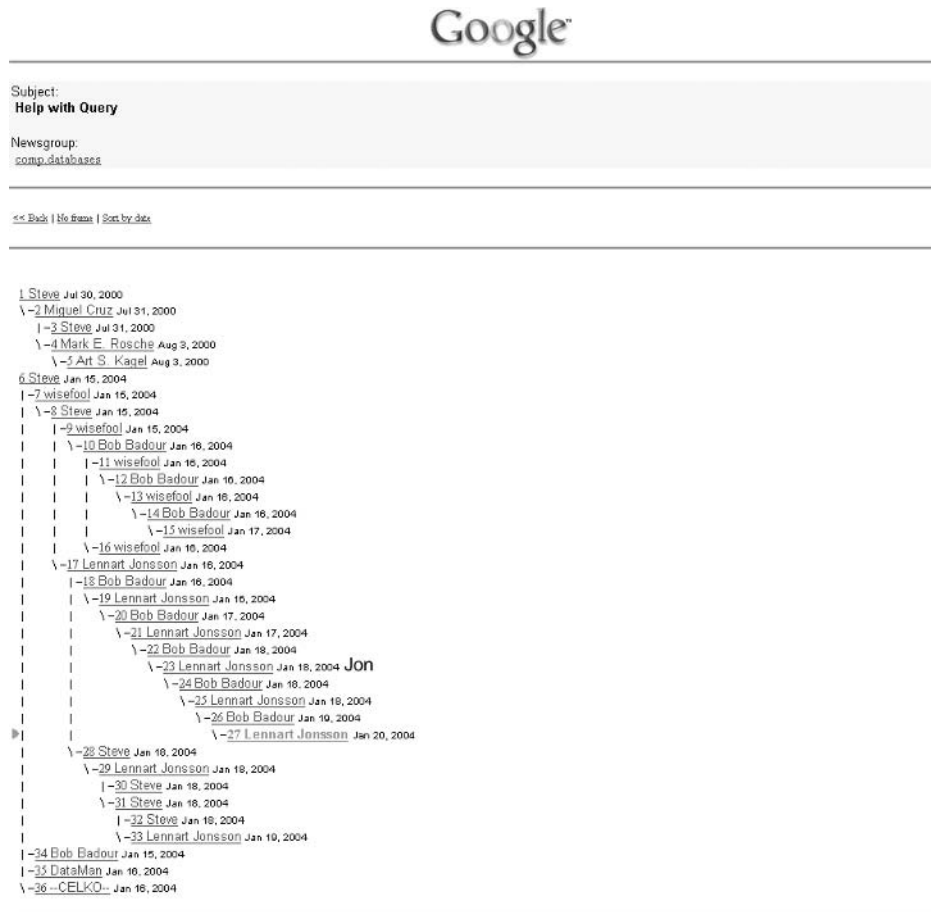 Google™
Subject:
Help with Query
Newsgroup:
comp.databases
<< Back | No frame | Sort by date
1 Steve Jul 30, 2000
\-2 Miguel Cruz Jul 31, 2000
|-3 Steve Jul 31, 2000
\-4 Mark E. Rosche Aug 3, 2000
\-5 Art S. Kagel Aug 3, 2000
6 Steve Jan 15, 2004
|-7 wisefool Jan 15, 2004
| \-8 Steve Jan 15, 2004
| |-9 wisefool Jan 15, 2004
| | \-10 Bob Badour Jan 16, 2004
| | |-11 wisefool Jan 16, 2004
| | | \-12 Bob Badour Jan 16, 2004
| | | \-13 wisefool Jan 16, 2004
| | | \-14 Bob Badour Jan 16, 2004
| | | \-15 wisefool Jan 17, 2004
| | \-16 wisefool Jan 16, 2004
| \-17 Lennart Jonsson Jan 16, 2004
| |-18 Bob Badour Jan 16, 2004
| | \-19 Lennart Jonsson Jan 16, 2004
| | \-20 Bob Badour Jan 17, 2004
| | \-21 Lennart Jonsson Jan 17, 2004
| | \-22 Bob Badour Jan 18, 2004
| | \-23 Lennart Jonsson Jan 18, 2004 Jon
| | \-24 Bob Badour Jan 18, 2004
| | \-25 Lennart Jonsson Jan 18, 2004
| | \-26 Bob Badour Jan 19, 2004
| | \-27 Lennart Jonsson Jan 20, 2004
| \-28 Steve Jan 18, 2004
| \-29 Lennart Jonsson Jan 18, 2004
| |-30 Steve Jan 18, 2004
| \-31 Steve Jan 18, 2004
| |-32 Steve Jan 18, 2004
| \-33 Lennart Jonsson Jan 19, 2004
|-34 Bob Badour Jan 15, 2004
|-35 DataMan Jan 16, 2004
\-36 --CELKO-- Jan 16, 2004